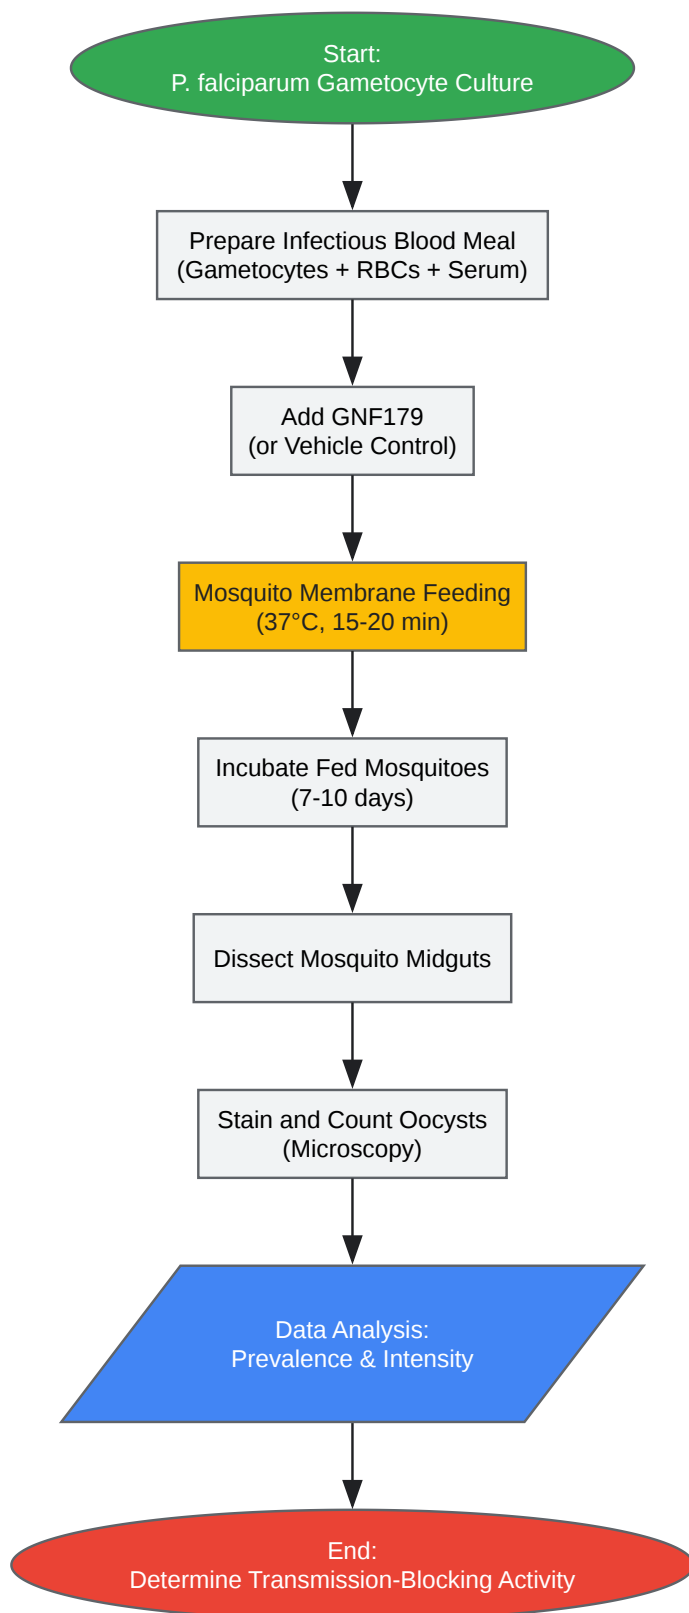 Start:
P. falciparum Gametocyte Culture
Prepare Infectious Blood Meal
(Gametocytes + RBCs + Serum)
Add GNF179
(or Vehicle Control)
Mosquito Membrane Feeding
(37°C, 15-20 min)
Incubate Fed Mosquitoes
(7-10 days)
Dissect Mosquito Midguts
Stain and Count Oocysts
(Microscopy)
Data Analysis:
Prevalence & Intensity
End:
Determine Transmission-Blocking Activity